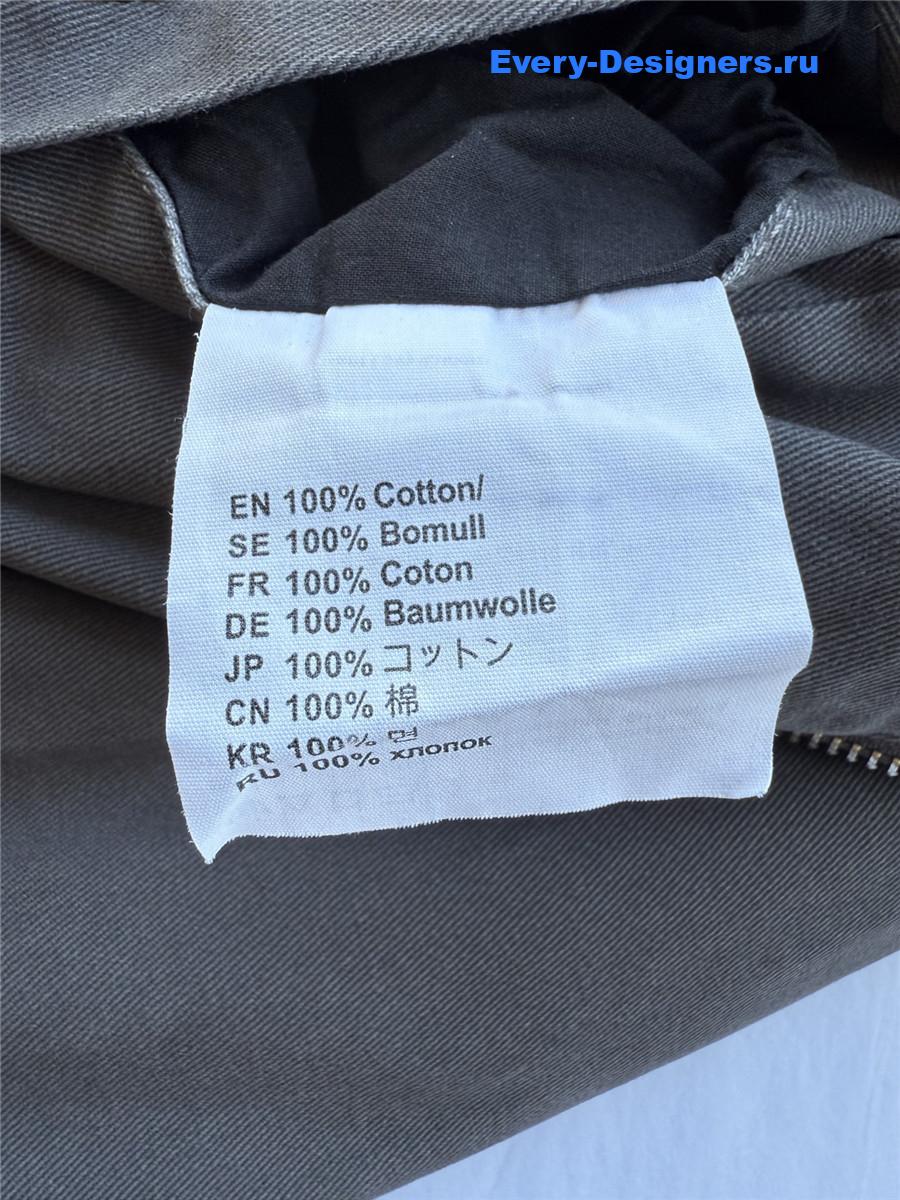 Every-Designers.ru
EN 100% Cotton/
SE 100% Bomull
FR 100% Coton
DE 100% Baumwolle
JP 100% コットン
CN 100% 棉
KR 100% 면
RU 100% хлопок